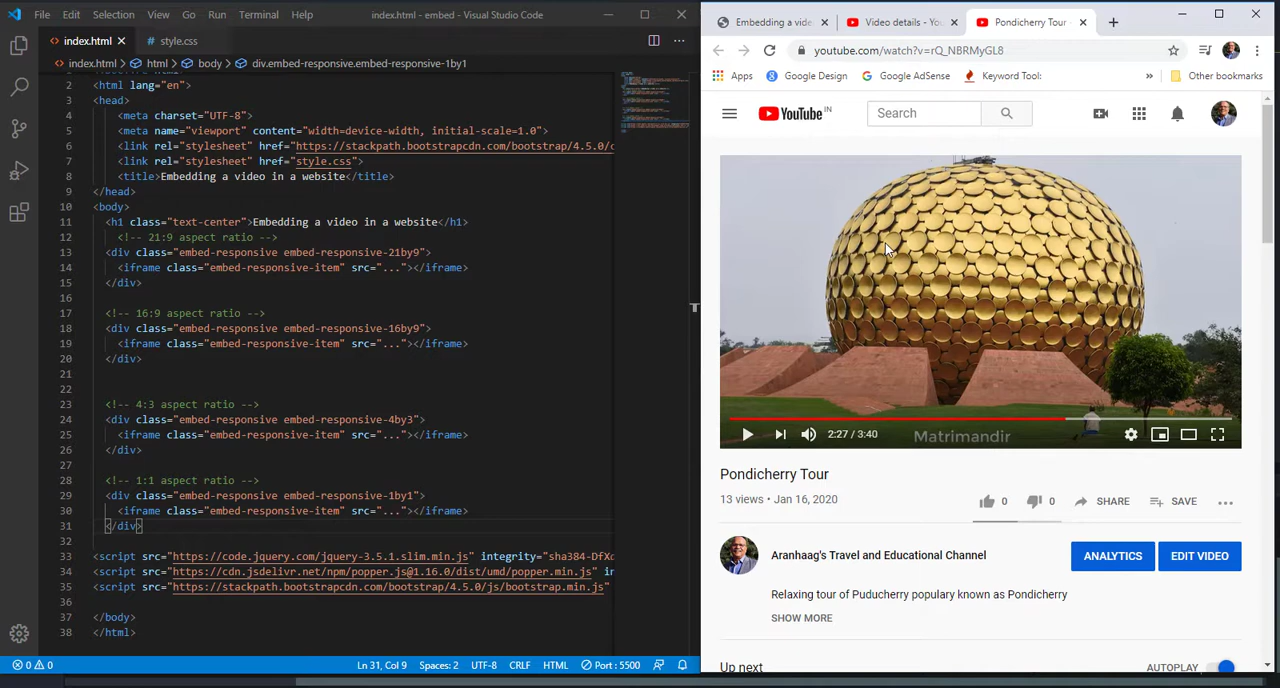 File Edit Selection View Go Run Terminal Help index.html - embed - Visual Studio Code
index.html style.css
index.html > html > body > div.embed-responsive.embed-responsive-1by1
2 <html lang="en">
3 <head>
4 <meta charset="UTF-8">
5 <meta name="viewport" content="width=device-width, initial-scale=1.0">
6 <link rel="stylesheet" href="https://stackpath.bootstrapcdn.com/bootstrap/4.5.0/c
7 <link rel="stylesheet" href="style.css">
8 <title>Embedding a video in a website</title>
9 </head>
10 <body>
11 <h1 class="text-center">Embedding a video in a website</h1>
12 <!-- 21:9 aspect ratio -->
13 <div class="embed-responsive embed-responsive-21by9">
14 <iframe class="embed-responsive-item" src="..."></iframe>
15 </div>
16
17 <!-- 16:9 aspect ratio -->
18 <div class="embed-responsive embed-responsive-16by9">
19 <iframe class="embed-responsive-item" src="..."></iframe>
20 </div>
21
22
23 <!-- 4:3 aspect ratio -->
24 <div class="embed-responsive embed-responsive-4by3">
25 <iframe class="embed-responsive-item" src="..."></iframe>
26 </div>
27
28 <!-- 1:1 aspect ratio -->
29 <div class="embed-responsive embed-responsive-1by1">
30 <iframe class="embed-responsive-item" src="..."></iframe>
31 </div>
32
33 <script src="https://code.jquery.com/jquery-3.5.1.slim.min.js" integrity="sha384-DfXd
34 <script src="https://cdn.jsdelivr.net/npm/popper.js@1.16.0/dist/umd/popper.min.js" in
35 <script src="https://stackpath.bootstrapcdn.com/bootstrap/4.5.0/js/bootstrap.min.js"
36
37 </body>
38 </html>
0 0 Ln 31, Col 9 Spaces: 2 UTF-8 CRLF HTML Port : 5500
Embedding a vide Video details - You Pondicherry Tour -
youtube.com/watch?v=rQ_NBRMyGL8
Apps Google Design Google AdSense Keyword Tool: » Other bookmarks
YouTube IN Search
2:27 / 3:40 Matrimandir
Pondicherry Tour
13 views • Jan 16, 2020
0 0 SHARE SAVE
Aranhaag's Travel and Educational Channel ANALYTICS EDIT VIDEO
Relaxing tour of Puducherry populary known as Pondicherry
SHOW MORE
Up next AUTOPLAY